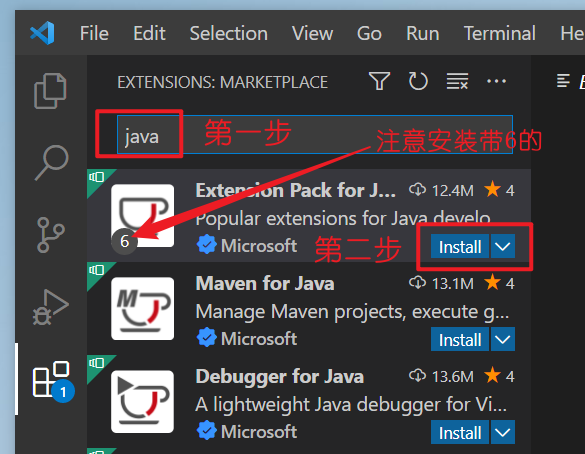 File Edit Selection View Go Run Terminal He
EXTENSIONS: MARKETPLACE
java
第一步
注意安装带6的
Extension Pack for J... 12.4M 4
Popular extensions for Java develo...
6
Microsoft
第二步
Install
Maven for Java 13.1M 4
Manage Maven projects, execute g...
Microsoft
Install
Debugger for Java 13.6M 4
A lightweight Java debugger for Vi...
Microsoft
Install
1